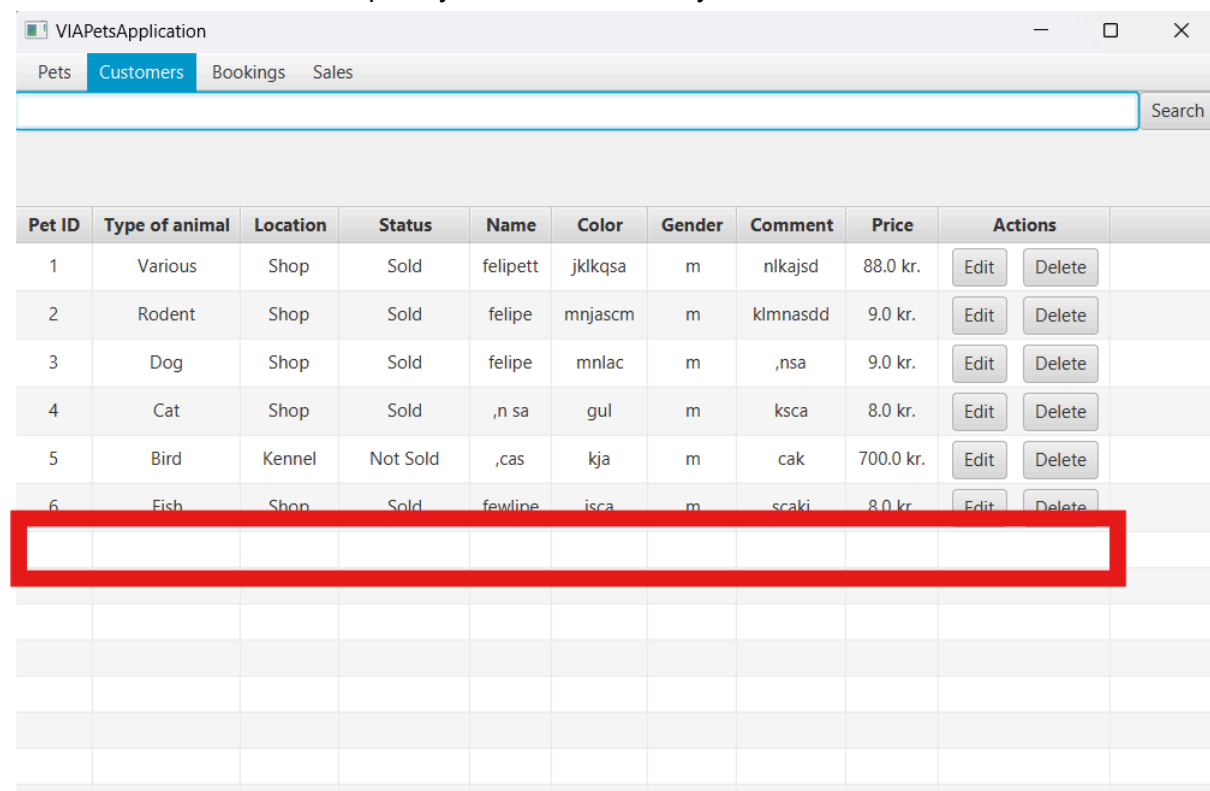 VIAPetsApplication
Pets Customers Bookings Sales
Search
Pet ID Type of animal Location Status Name Color Gender Comment Price Actions
1 Various Shop Sold felipett jklkqsa m nlkajsd 88.0 kr. Edit Delete
2 Rodent Shop Sold felipe mnjascm m klmnasdd 9.0 kr. Edit Delete
3 Dog Shop Sold felipe mnlac m ,nsa 9.0 kr. Edit Delete
4 Cat Shop Sold ,n sa gul m ksca 8.0 kr. Edit Delete
5 Bird Kennel Not Sold ,cas kja m cak 700.0 kr. Edit Delete
6 Fish Shop Sold fewlipe m 8.0 kr. Edit Delete